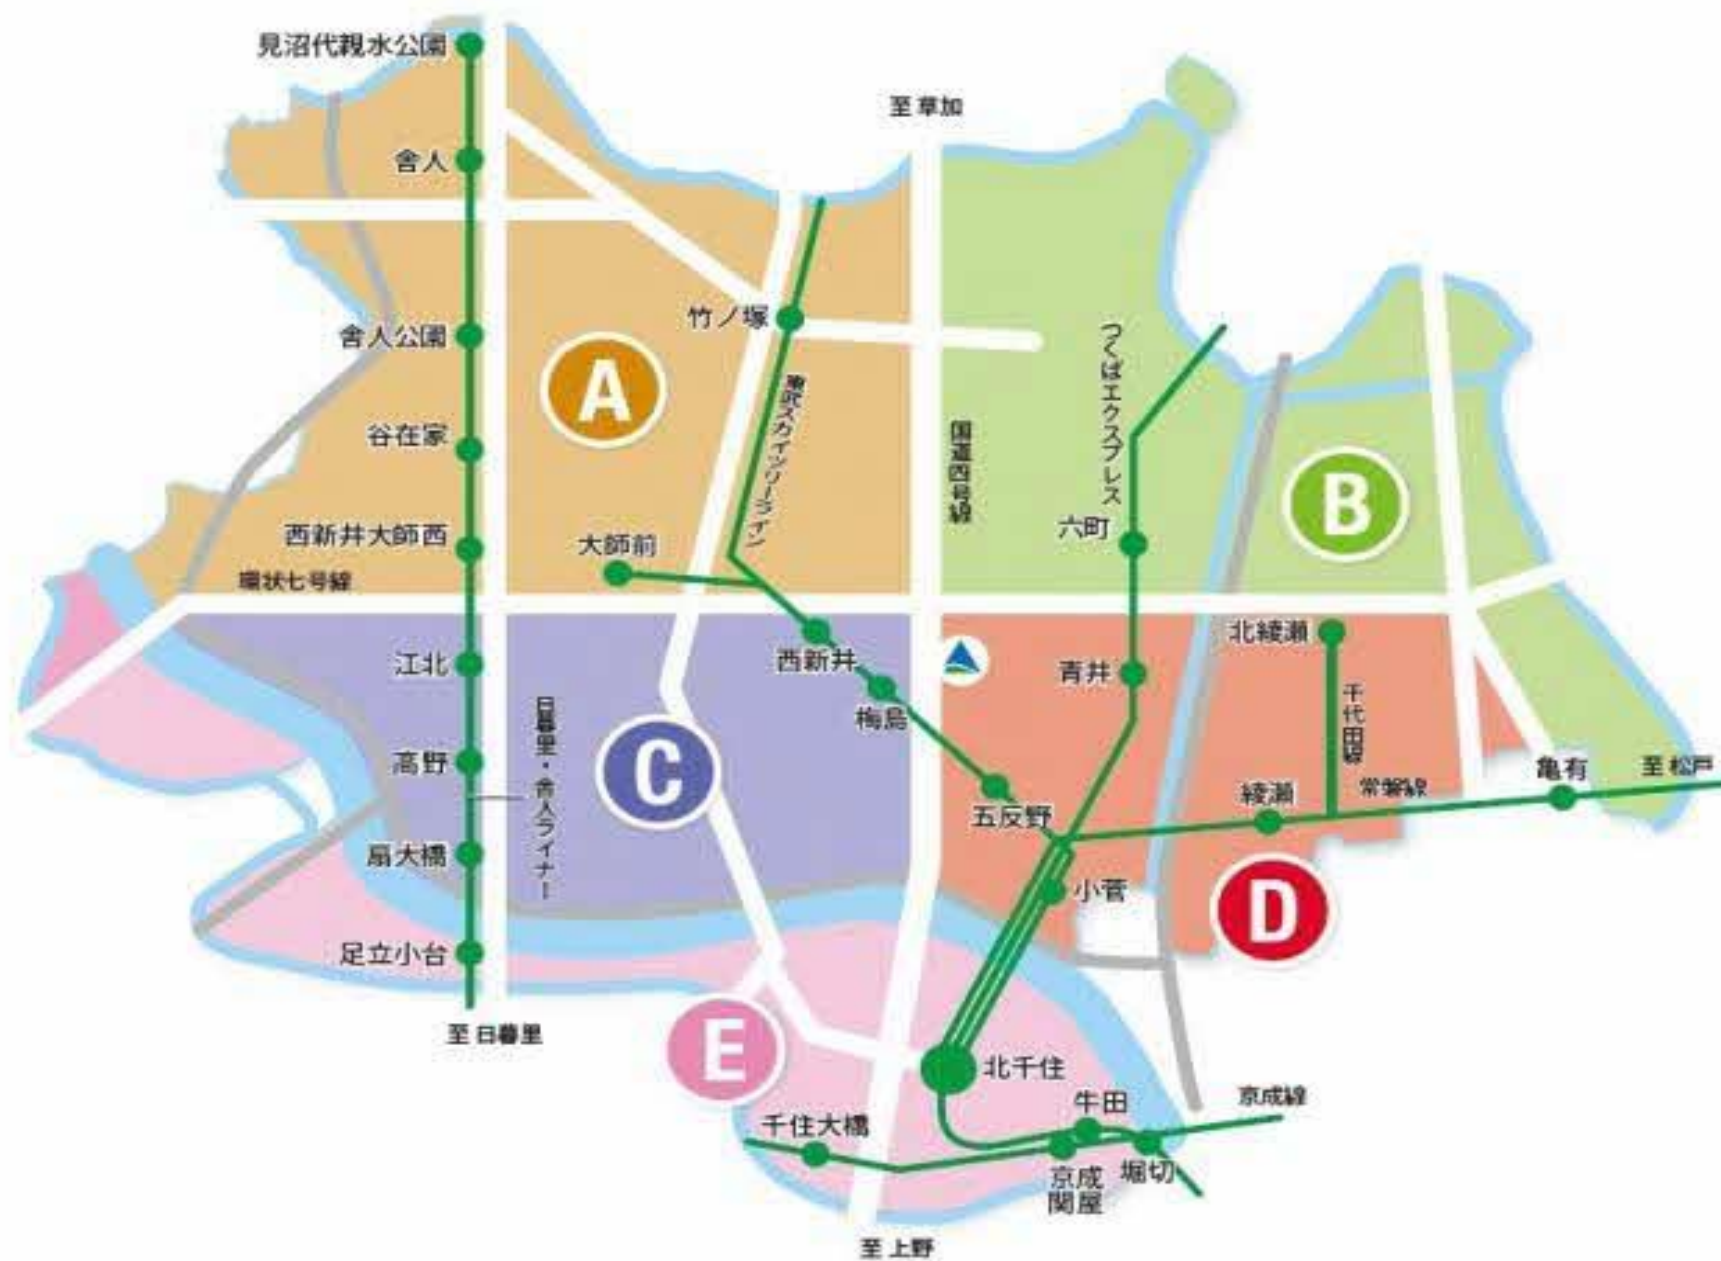 見沼代親水公園
至 草加
舎人
竹ノ塚
舎人公園
A
つくばエクスプレス
東武スカイツリーライン
国道四号線
谷在家
B
六町
西新井大師西
大師前
環状七号線
北綾瀬
西新井
青井
江北
千代田線
梅島
日暮里・舎人ライナー
高野
C
亀有
至 松戸
常磐線
綾瀬
五反野
扇大橋
小菅
D
足立小台
至 日暮里
E
北千住
牛田
京成線
千住大橋
堀切
京成
関屋
至 上野